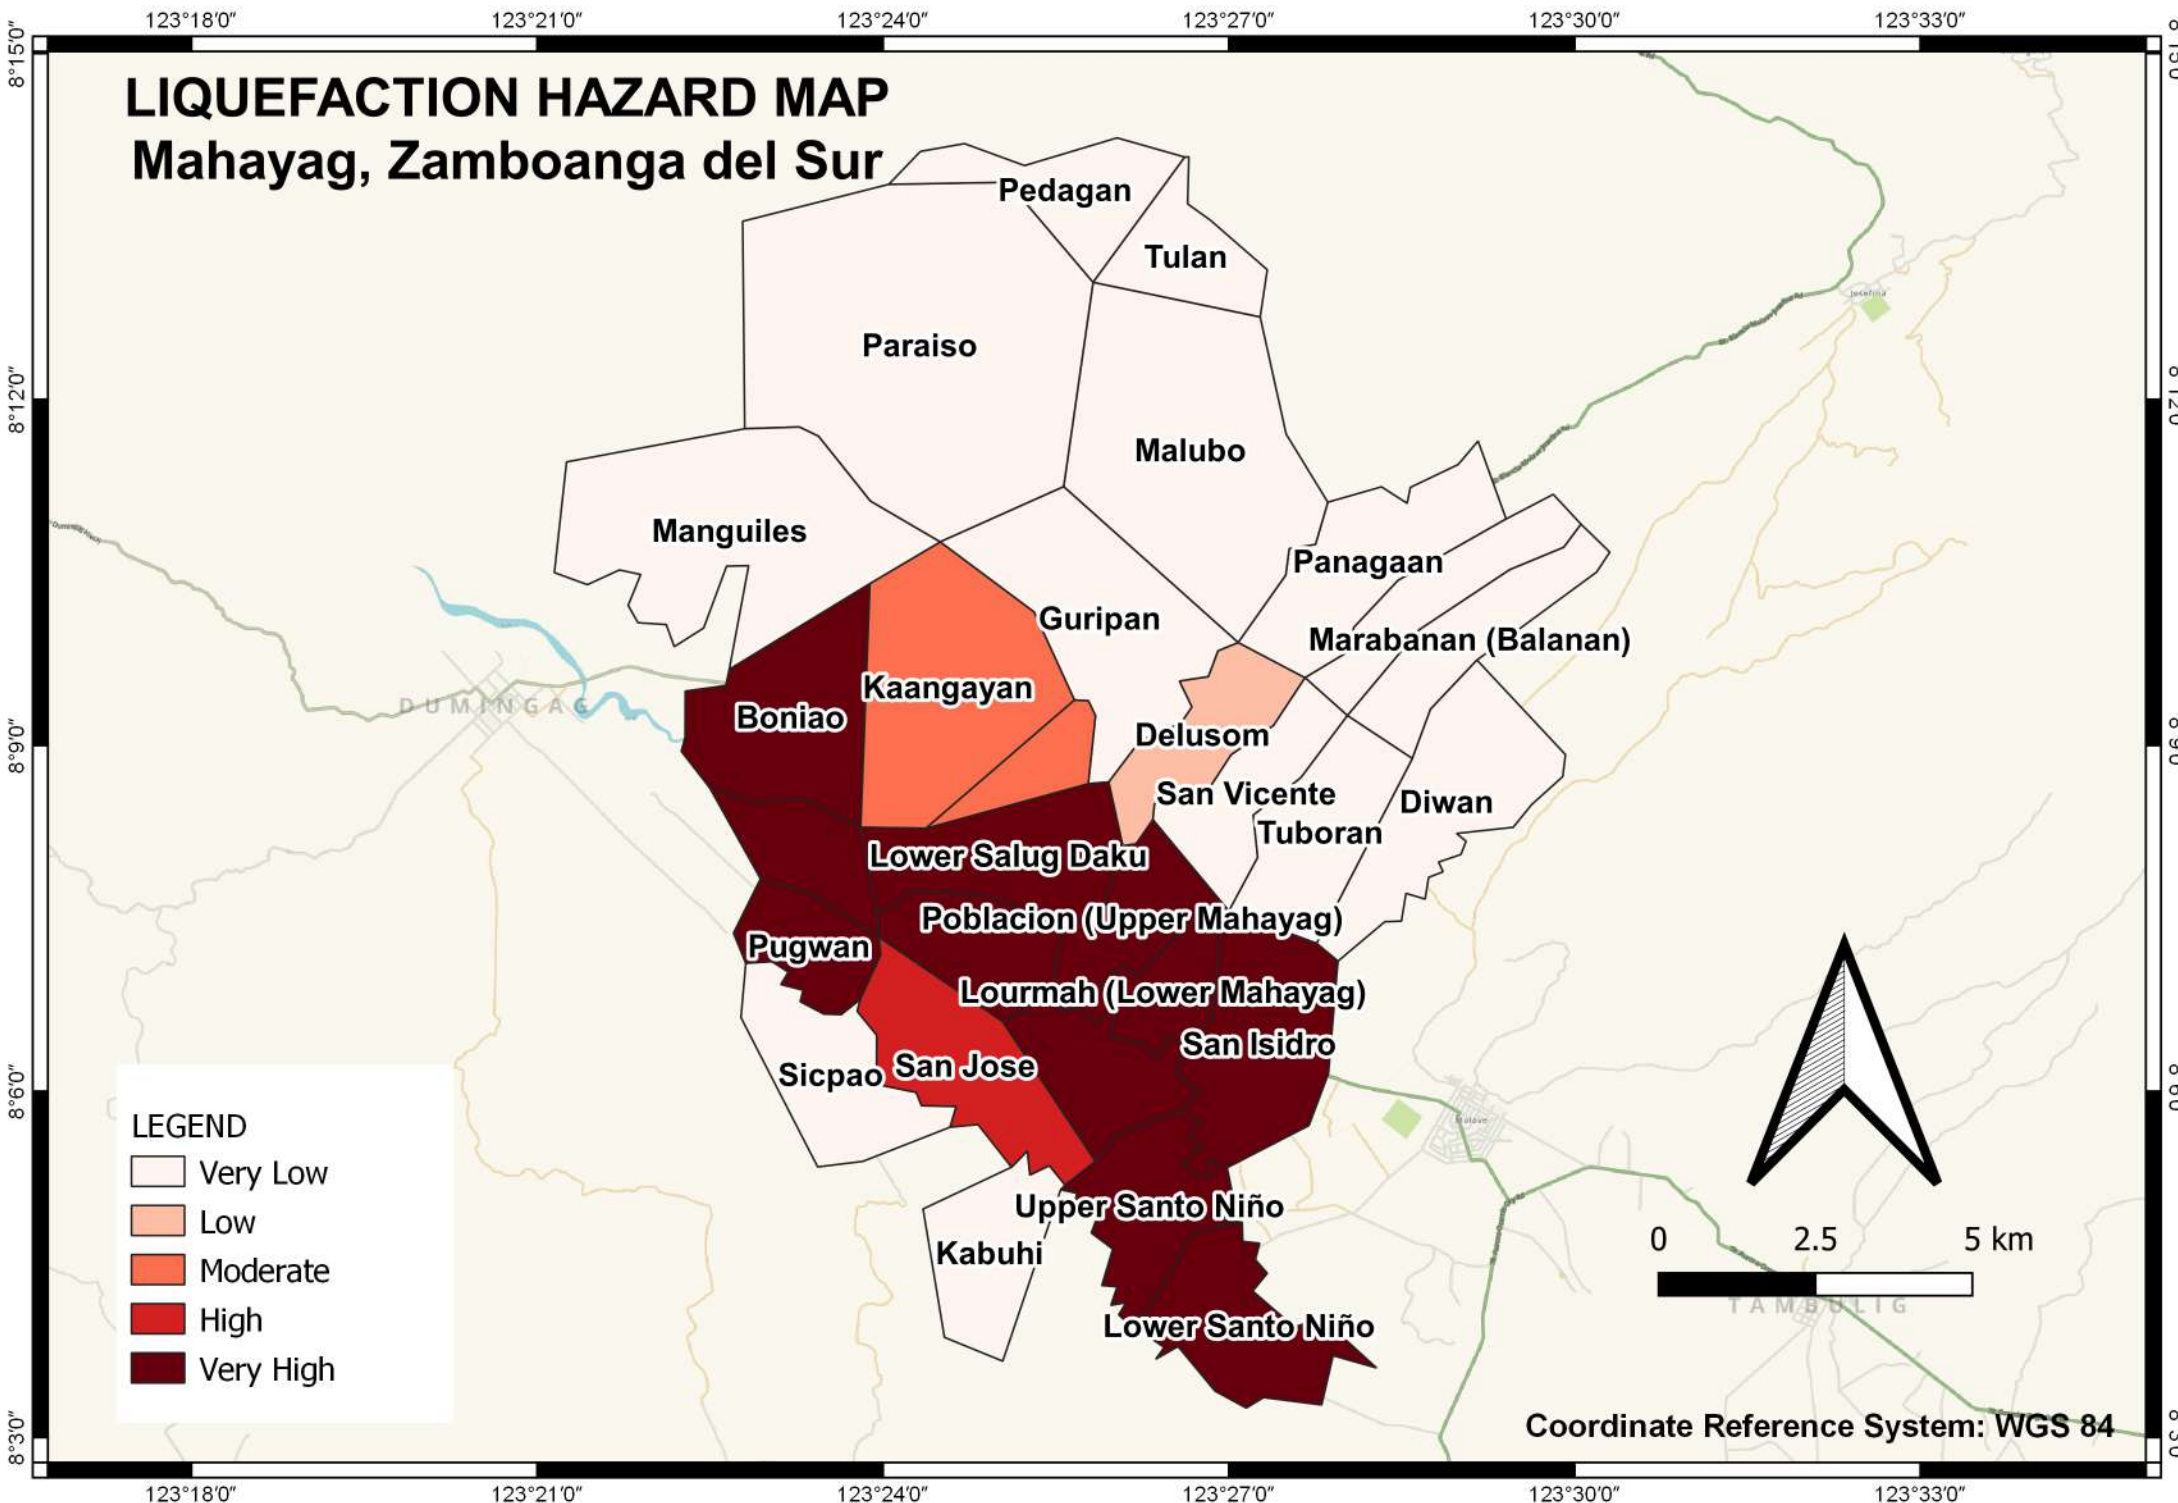 123°18′0″ 123°21′0″ 123°24′0″ 123°27′0″ 123°30′0″ 123°33′0″
8°15′0″
LIQUEFACTION HAZARD MAP
Mahayag, Zamboanga del Sur
Pedagan
Tulan
Josefina
Paraiso
8°12′0″
Malubo
Manguiles
Panagaan
Guripan
Marabanan (Balanan)
Kaangayan
DUMINGAG
Boniao
Delusom
8°9′0″
San Vicente
Diwan
Tuboran
Lower Salug Daku
Poblacion (Upper Mahayag)
Pugwan
Lourmah (Lower Mahayag)
San Isidro
San Jose
Sicpao
8°6′0″
Molave
LEGEND
Very Low
Low
Moderate
High
Very High
Upper Santo Niño
Kabuhi
Lower Santo Niño
0 2.5 5 km
TAMBULIG
8°3′0″
Coordinate Reference System: WGS 84
123°18′0″ 123°21′0″ 123°24′0″ 123°27′0″ 123°30′0″ 123°33′0″